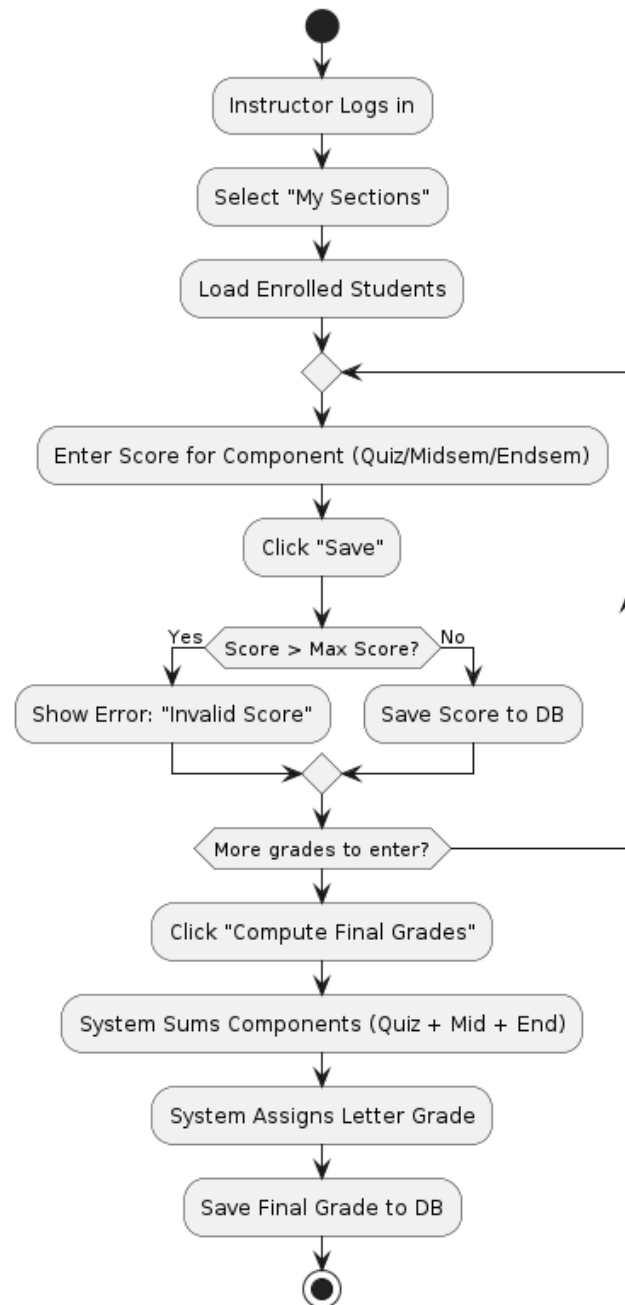 Instructor Logs in
Select "My Sections"
Load Enrolled Students
Enter Score for Component (Quiz/Midsem/Endsem)
Click "Save"
Yes
Score > Max Score?
No
Show Error: "Invalid Score"
Save Score to DB
More grades to enter?
Click "Compute Final Grades"
System Sums Components (Quiz + Mid + End)
System Assigns Letter Grade
Save Final Grade to DB